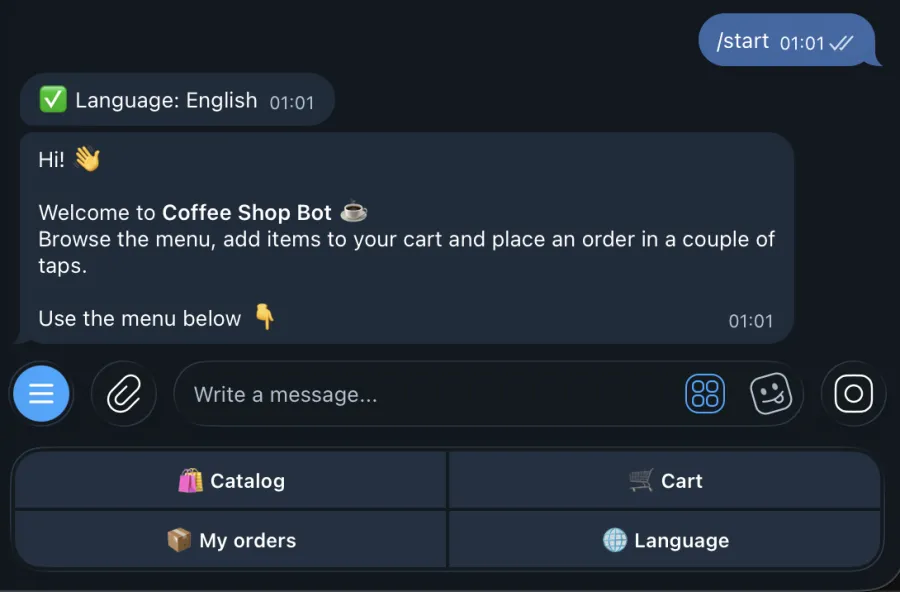 /start 01:01
✅ Language: English 01:01
Hi! 👋
Welcome to Coffee Shop Bot ☕
Browse the menu, add items to your cart and place an order in a couple of
taps.
Use the menu below 👇 01:01
Write a message...
🛍️ Catalog
🛒 Cart
📦 My orders
🌐 Language